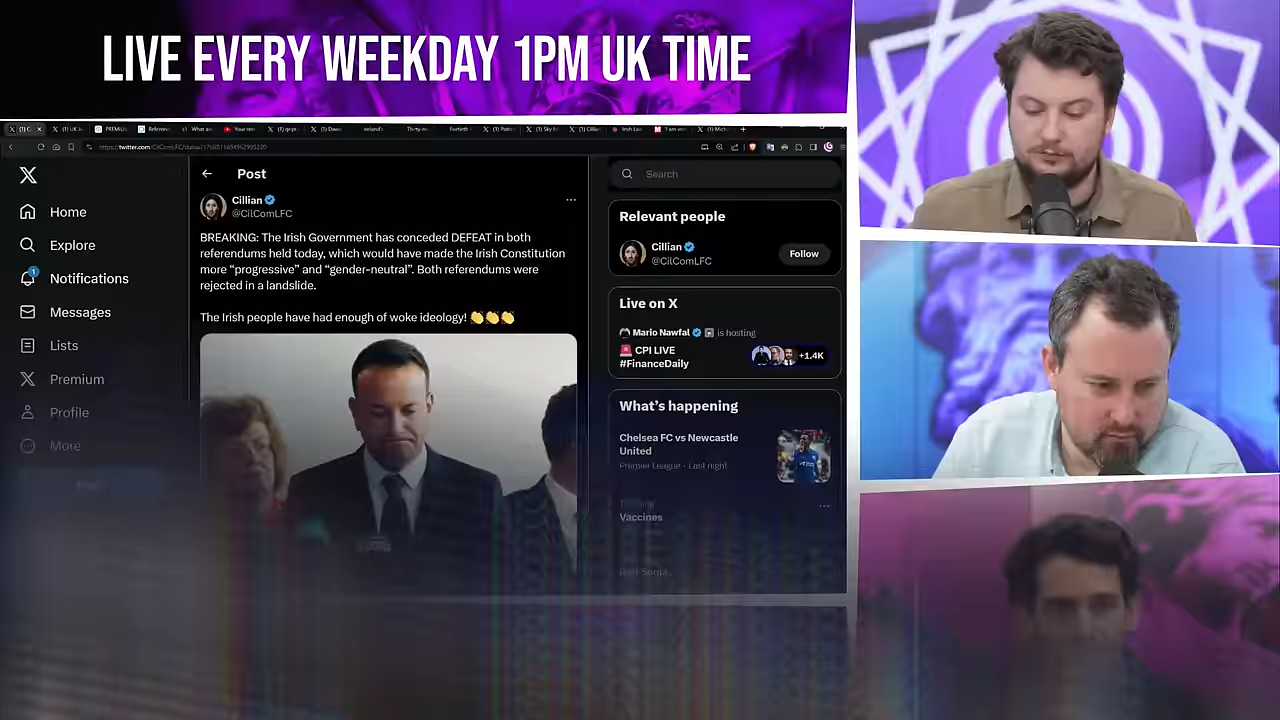 LIVE EVERY WEEKDAY 1PM UK TIME
Post
Cillian
@CilComLFC
BREAKING: The Irish Government has conceded DEFEAT in both
referendums held today, which would have made the Irish Constitution
more “progressive” and “gender-neutral”. Both referendums were
rejected in a landslide.
The Irish people have had enough of woke ideology! 👏👏👏
Home
Explore
1
Notifications
Messages
Lists
Premium
Profile
More
Search
Relevant people
Cillian
@CilComLFC
Follow
Live on X
Mario Nawfal is hosting
🚨 CPI LIVE
#FinanceDaily
+1.4K
What’s happening
Chelsea FC vs Newcastle
United
Premier League · Last night
Vaccines